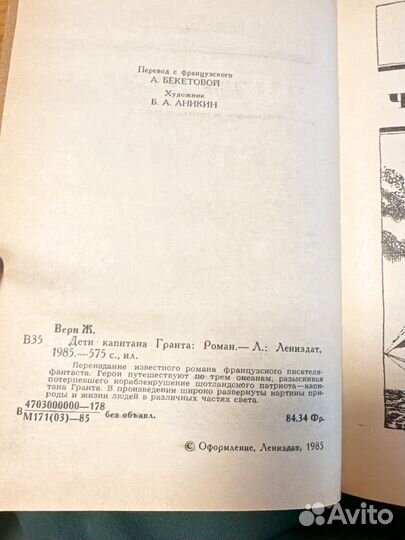 Перевод с французского
А. БЕКЕТОВОЙ
Художник
Б. А. АНИКИН
Верн Ж.
В35 Дети капитана Гранта: Роман.— Л.: Лениздат,
1985.—575 с., ил.
Переиздание известного романа французского писателя-
фантаста. Герои путешествуют по трем океанам, разыскивая
потерпевшего кораблекрушение шотландского патриота—капи-
тана Гранта. В произведении широко развернуты картины при-
роды и жизни людей в различных частях света.
В 4703000000—178
М171(03)—85 без объявл. 84.34 Фр.
© Оформление, Лениздат, 1985
Ч
Avito